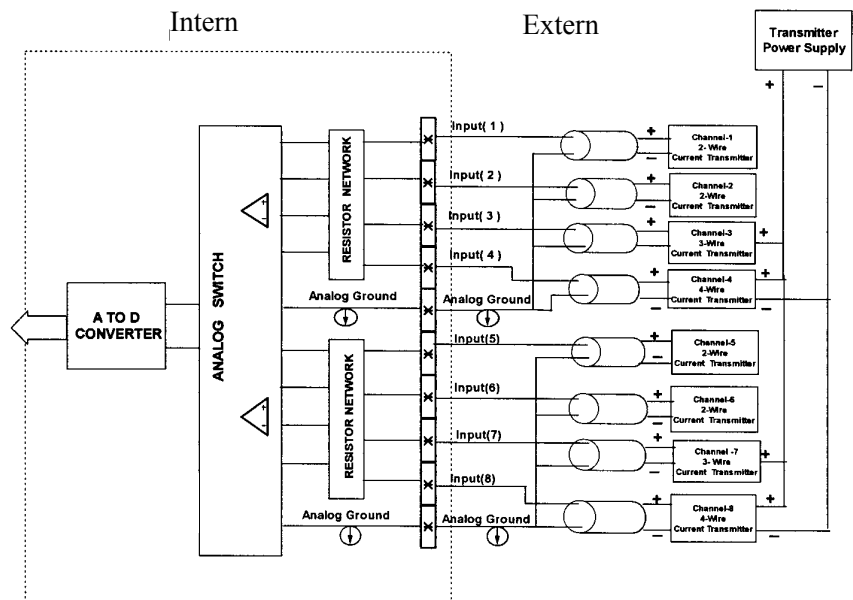 Intern
Extern
Transmitter
Power Supply
+
−
A TO D
CONVERTER
ANALOG SWITCH
+
−
+
−
RESISTOR NETWORK
RESISTOR NETWORK
Analog Ground
Analog Ground
Input( 1 )
Input( 2 )
Input( 3 )
Input( 4 )
Analog Ground
Input(5)
Input(6)
Input(7)
Input(8)
Analog Ground
+
−
Channel-1
2- Wire
Current Transmitter
+
−
Channel-2
2-Wire
Current Transmitter
+
−
Channel-3
3-Wire
Current Transmitter
+
+
−
Channel-4
4-Wire
Current Transmitter
+
−
+
−
Channel-5
2-Wire
Current Transmitter
+
−
Channel-6
2-Wire
Current Transmitter
+
−
Channel -7
3- Wire
Current Transmitter
+
+
−
Channel-8
4-Wire
Current Transmitter
+
−